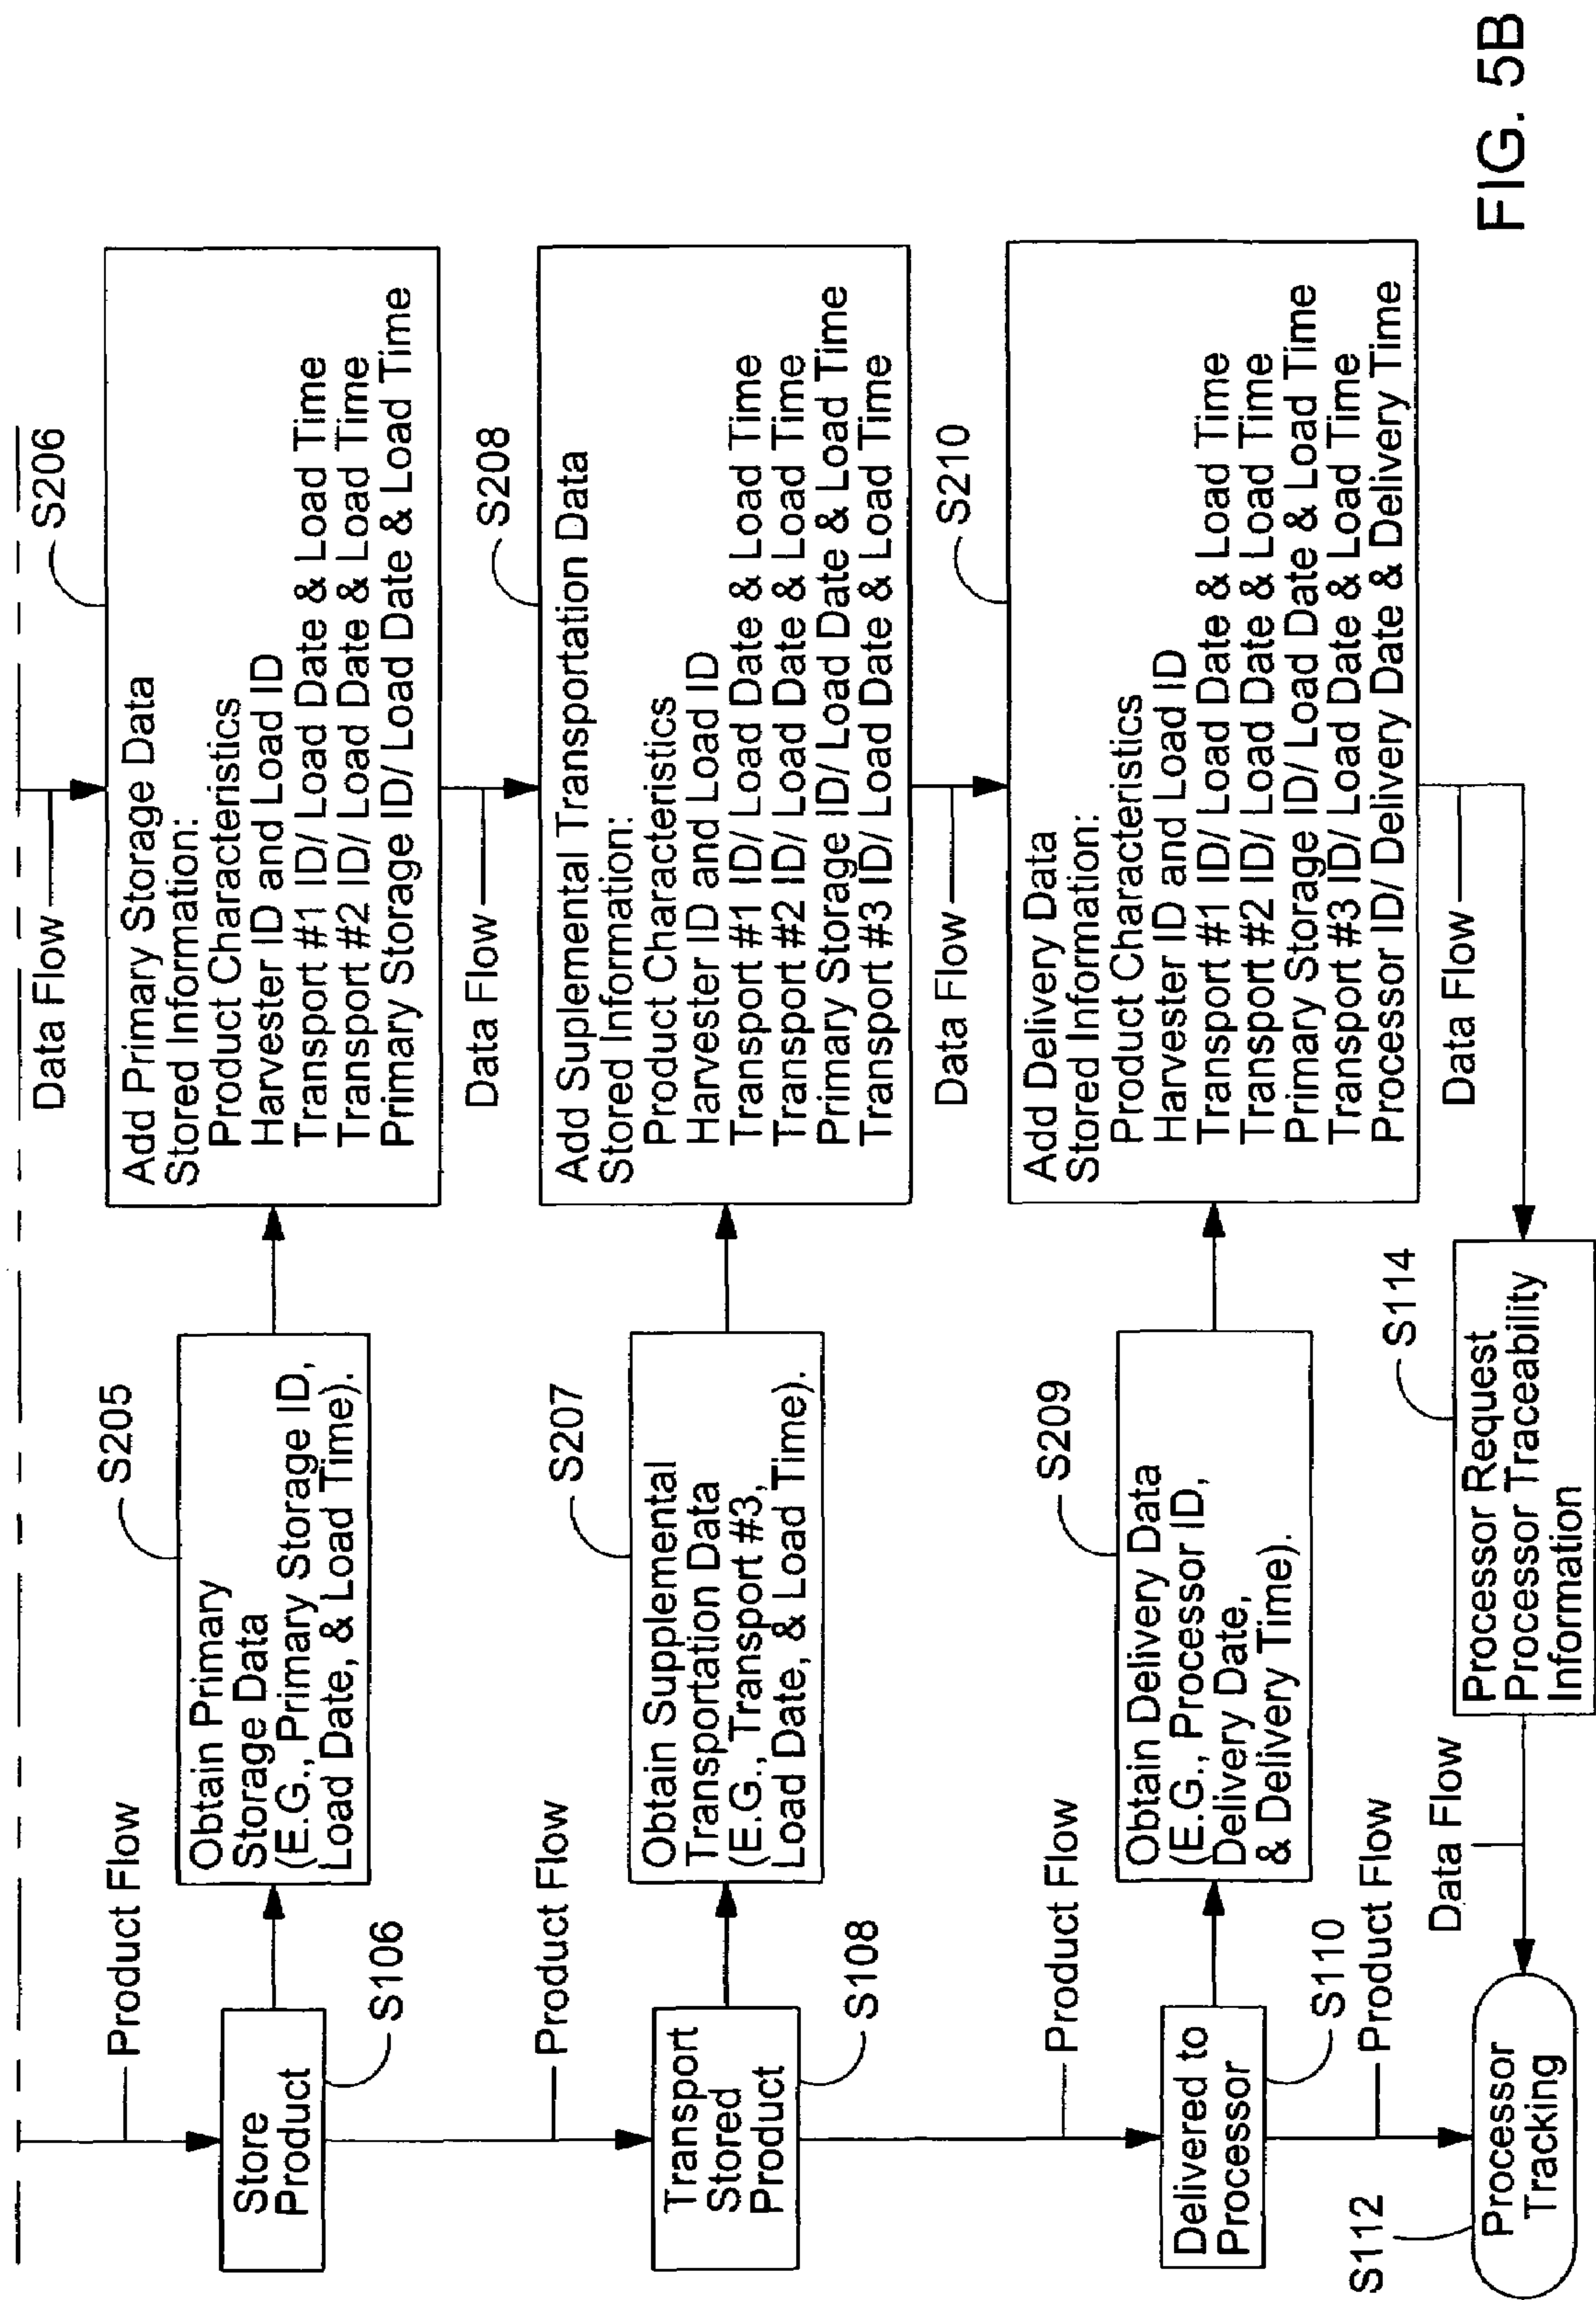 Product Flow
Data Flow
S206
Store
Product
S106
S205
Obtain Primary
Storage Data
(E.G., Primary Storage ID,
Load Date, & Load Time).
Add Primary Storage Data
Stored Information:
Product Characteristics
Harvester ID and Load ID
Transport #1 ID/ Load Date & Load Time
Transport #2 ID/ Load Date & Load Time
Primary Storage ID/ Load Date & Load Time
Product Flow
Data Flow
S208
Transport
Stored
Product
S108
S207
Obtain Supplemental
Transportation Data
(E.G., Transport #3,
Load Date, & Load Time).
Add Suplemental Transportation Data
Stored Information:
Product Characteristics
Harvester ID and Load ID
Transport #1 ID/ Load Date & Load Time
Transport #2 ID/ Load Date & Load Time
Primary Storage ID/ Load Date & Load Time
Transport #3 ID/ Load Date & Load Time
Product Flow
Data Flow
S210
Delivered to
Processor
S110
S209
Obtain Delivery Data
(E.G., Processor ID,
Delivery Date,
& Delivery Time).
Add Delivery Data
Stored Information:
Product Characteristics
Harvester ID and Load ID
Transport #1 ID/ Load Date & Load Time
Transport #2 ID/ Load Date & Load Time
Primary Storage ID/ Load Date & Load Time
Transport #3 ID/ Load Date & Load Time
Processor ID/ Delivery Date & Delivery Time
Product Flow
Data Flow
S112
Processor
Tracking
Data Flow
S114
Processor Request
Processor Traceability
Information
FIG. 5B